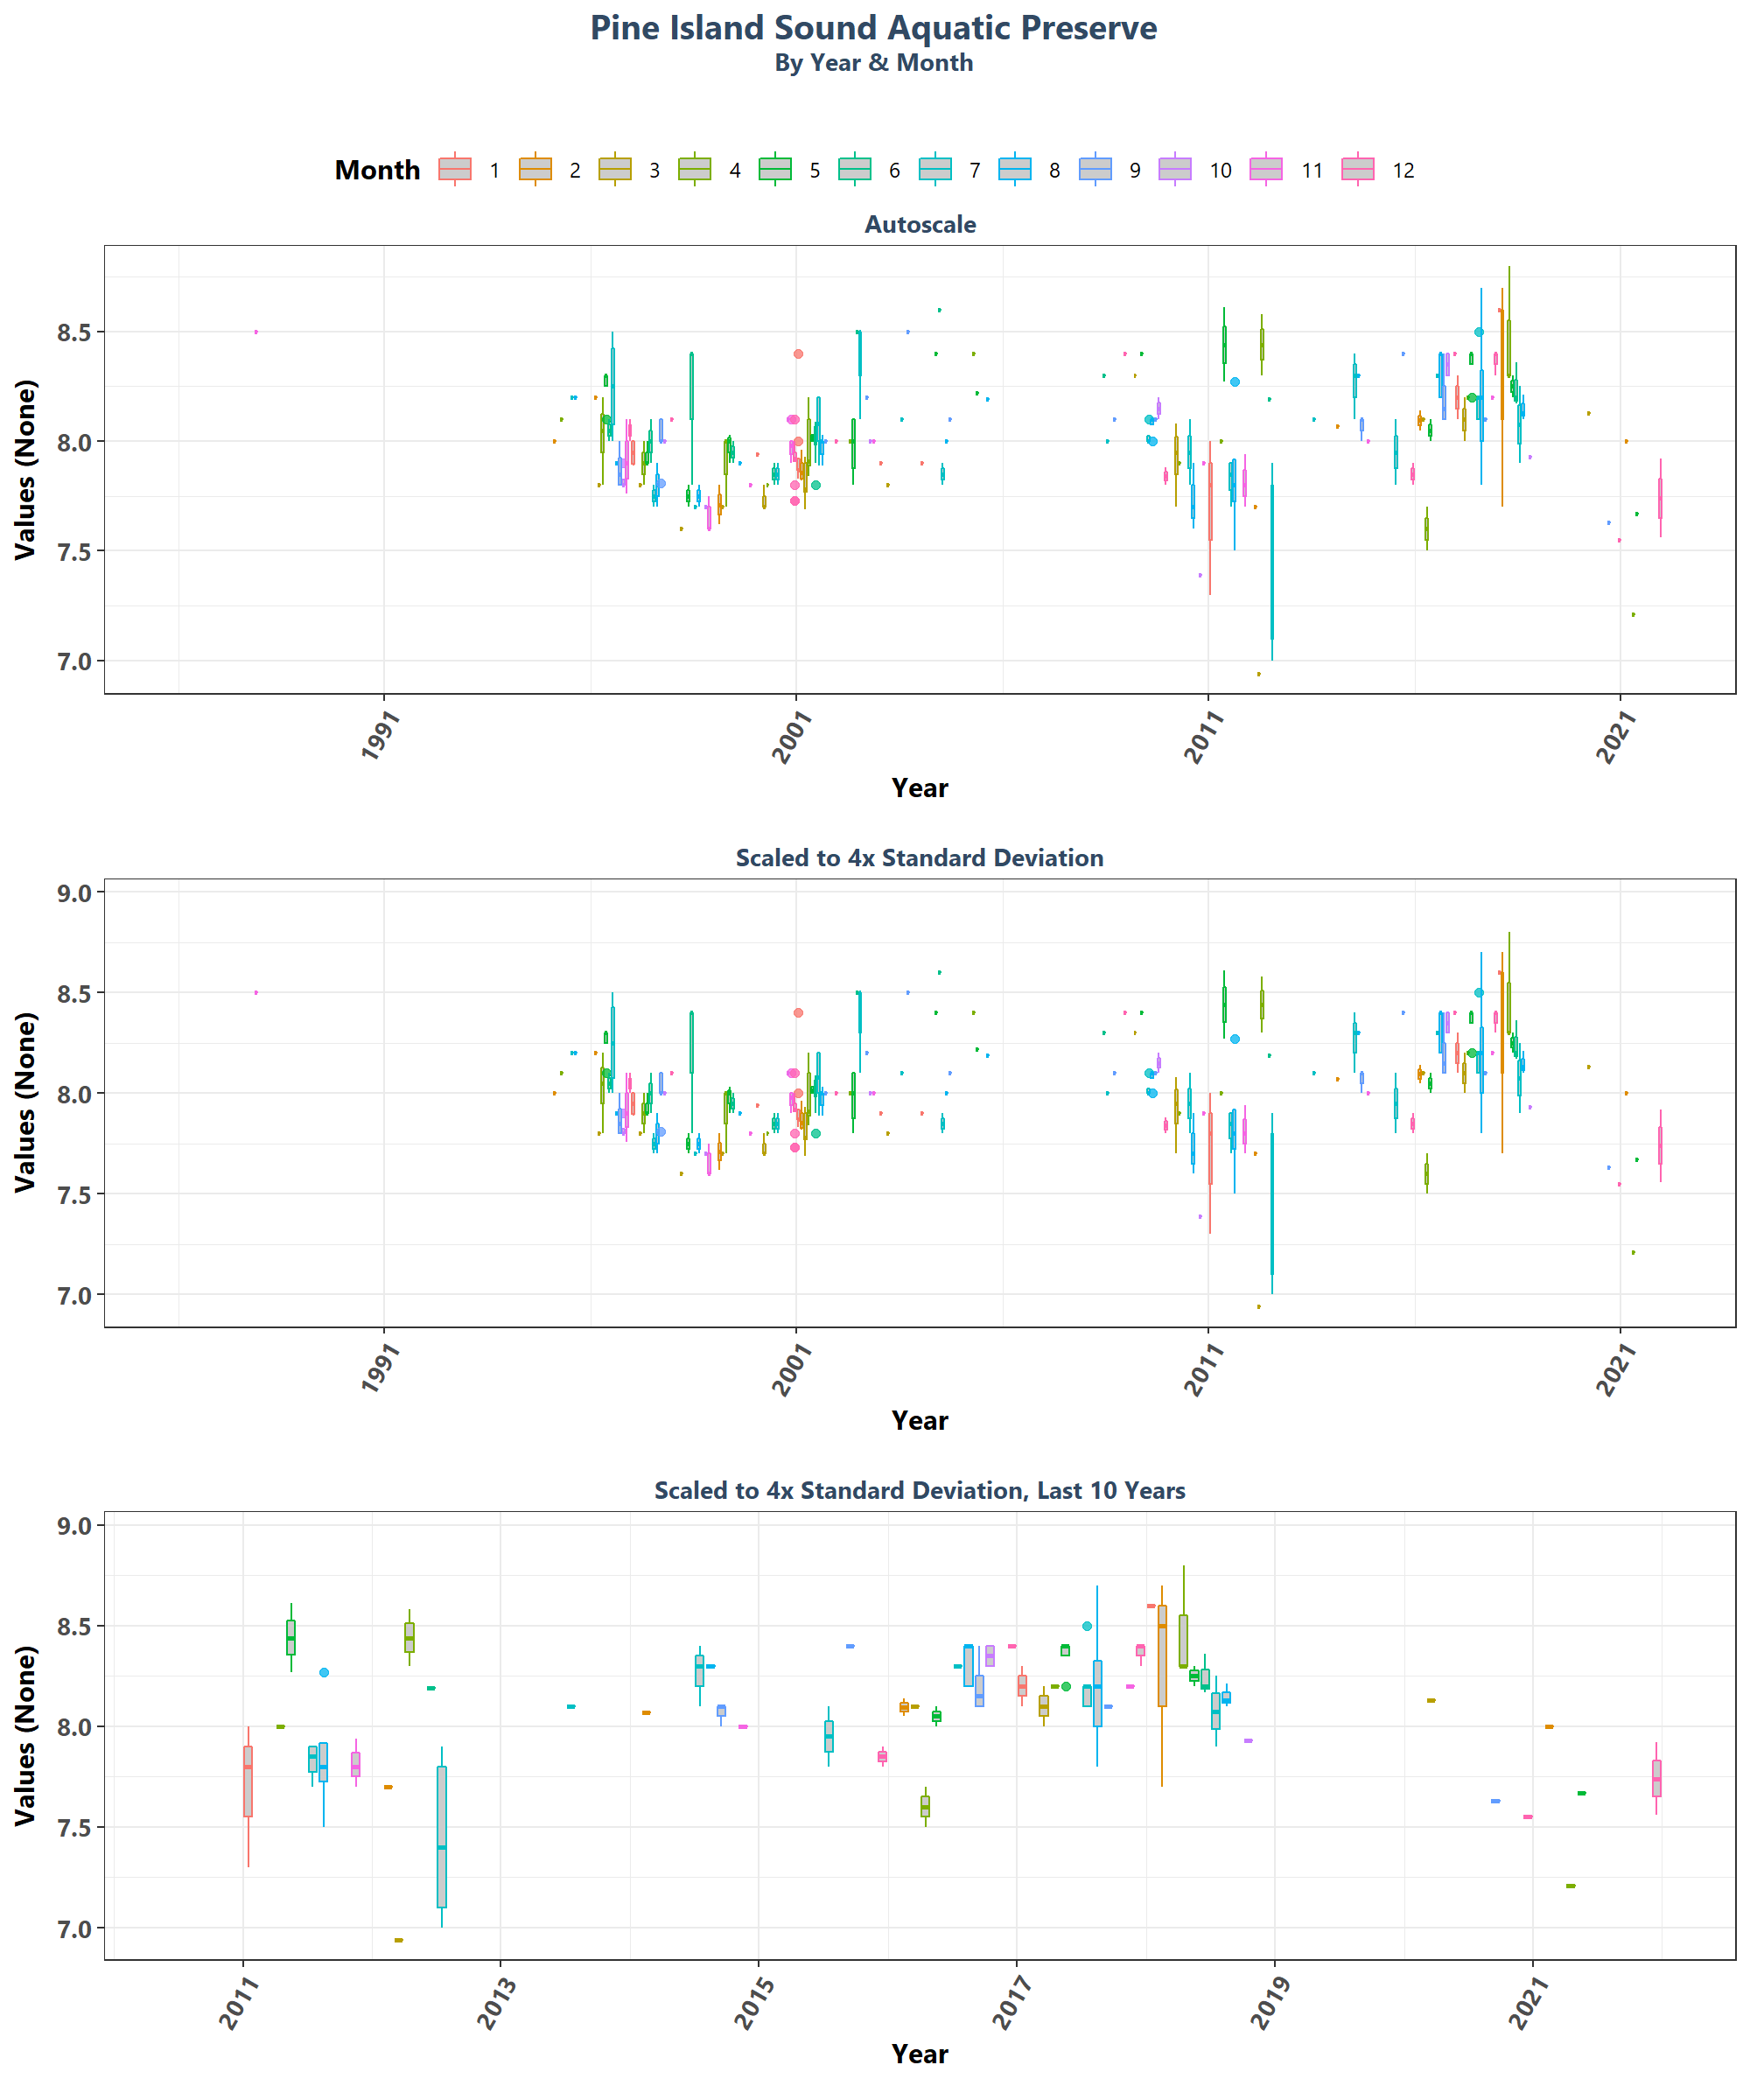 Pine Island Sound Aquatic Preserve
By Year & Month
Month 1 2 3 4 5 6 7 8 9 10 11 12
Autoscale
Values (None)
8.5
8.0
7.5
7.0
1991 2001 2011 2021
Year
Scaled to 4x Standard Deviation
Values (None)
9.0
8.5
8.0
7.5
7.0
1991 2001 2011 2021
Year
Scaled to 4x Standard Deviation, Last 10 Years
Values (None)
9.0
8.5
8.0
7.5
7.0
2011 2013 2015 2017 2019 2021
Year